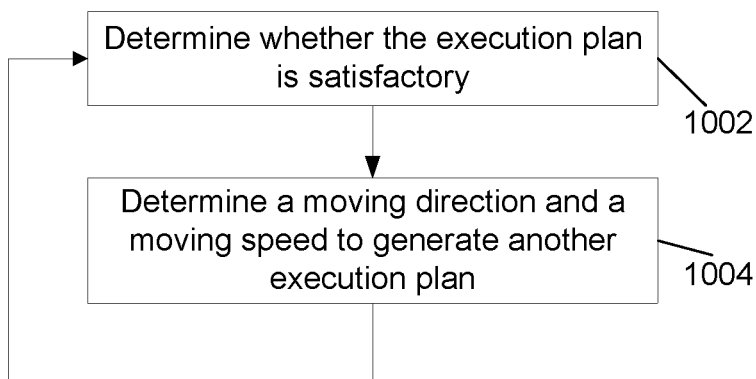 Determine whether the execution plan
is satisfactory
1002
Determine a moving direction and a
moving speed to generate another
execution plan
1004